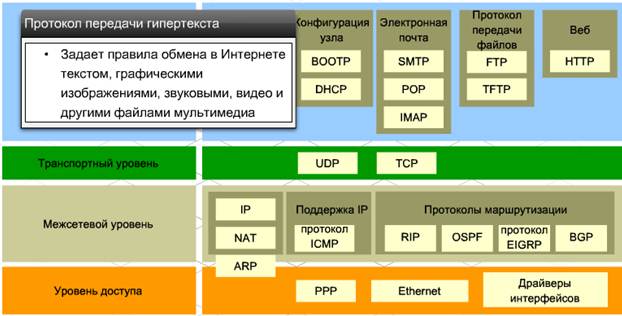 Протокол передачи гипертекста
• Задает правила обмена в Интернете
текстом, графическими
изображениями, звуковыми, видео и
другими файлами мультимедиа
Конфигурация
узла
BOOTP
DHCP
Электронная
почта
SMTP
POP
IMAP
Протокол
передачи
файлов
FTP
TFTP
Веб
HTTP
Транспортный уровень
UDP
TCP
Межсетевой уровень
IP
NAT
ARP
Поддержка IP
протокол
ICMP
Протоколы маршрутизации
RIP
OSPF
протокол
EIGRP
BGP
Уровень доступа
PPP
Ethernet
Драйверы
интерфейсов